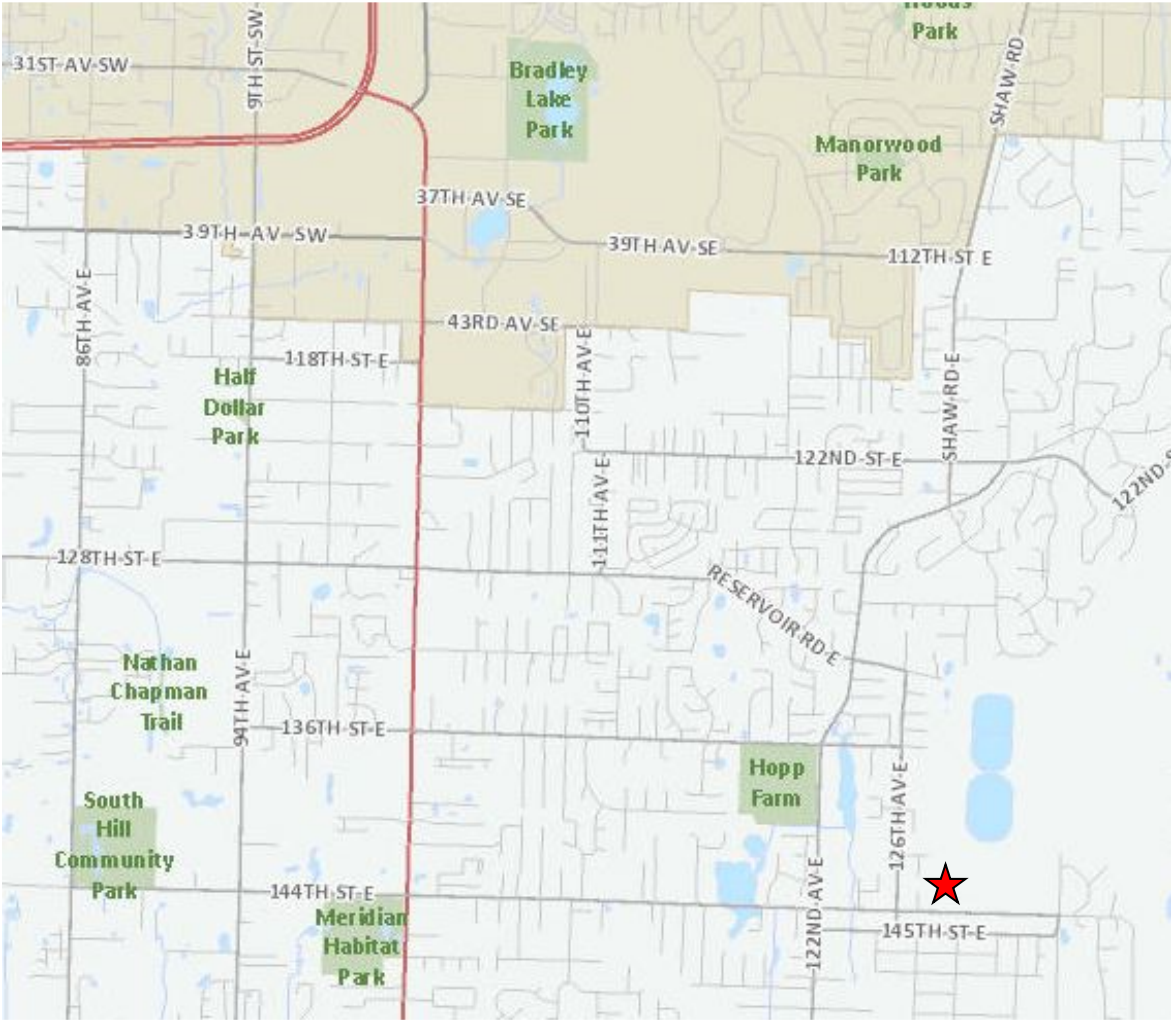 Hoods
Park
31ST-AV-SW
9TH-ST-SW
Bradley
Lake
Park
SHAW-RD
Manorwood
Park
37TH-AV-SE
39TH-AV-SW
39TH-AV-SE
112TH-ST E
86TH-AV-E
43RD-AV-SE
118TH-ST-E
110TH-AV-E
Half
Dollar
Park
SHAW-RD-E
122ND-ST-E
122ND-S
111TH-AV-E
128TH-ST-E
RESERVOIR-RD-E
Nathan
Chapman
Trail
94TH-AV-E
136TH-ST-E
Hopp
Farm
126TH-AV-E
South
Hill
Community
Park
144TH-ST-E
Meridian
Habitat
Park
122ND-AV-E
145TH-ST-E